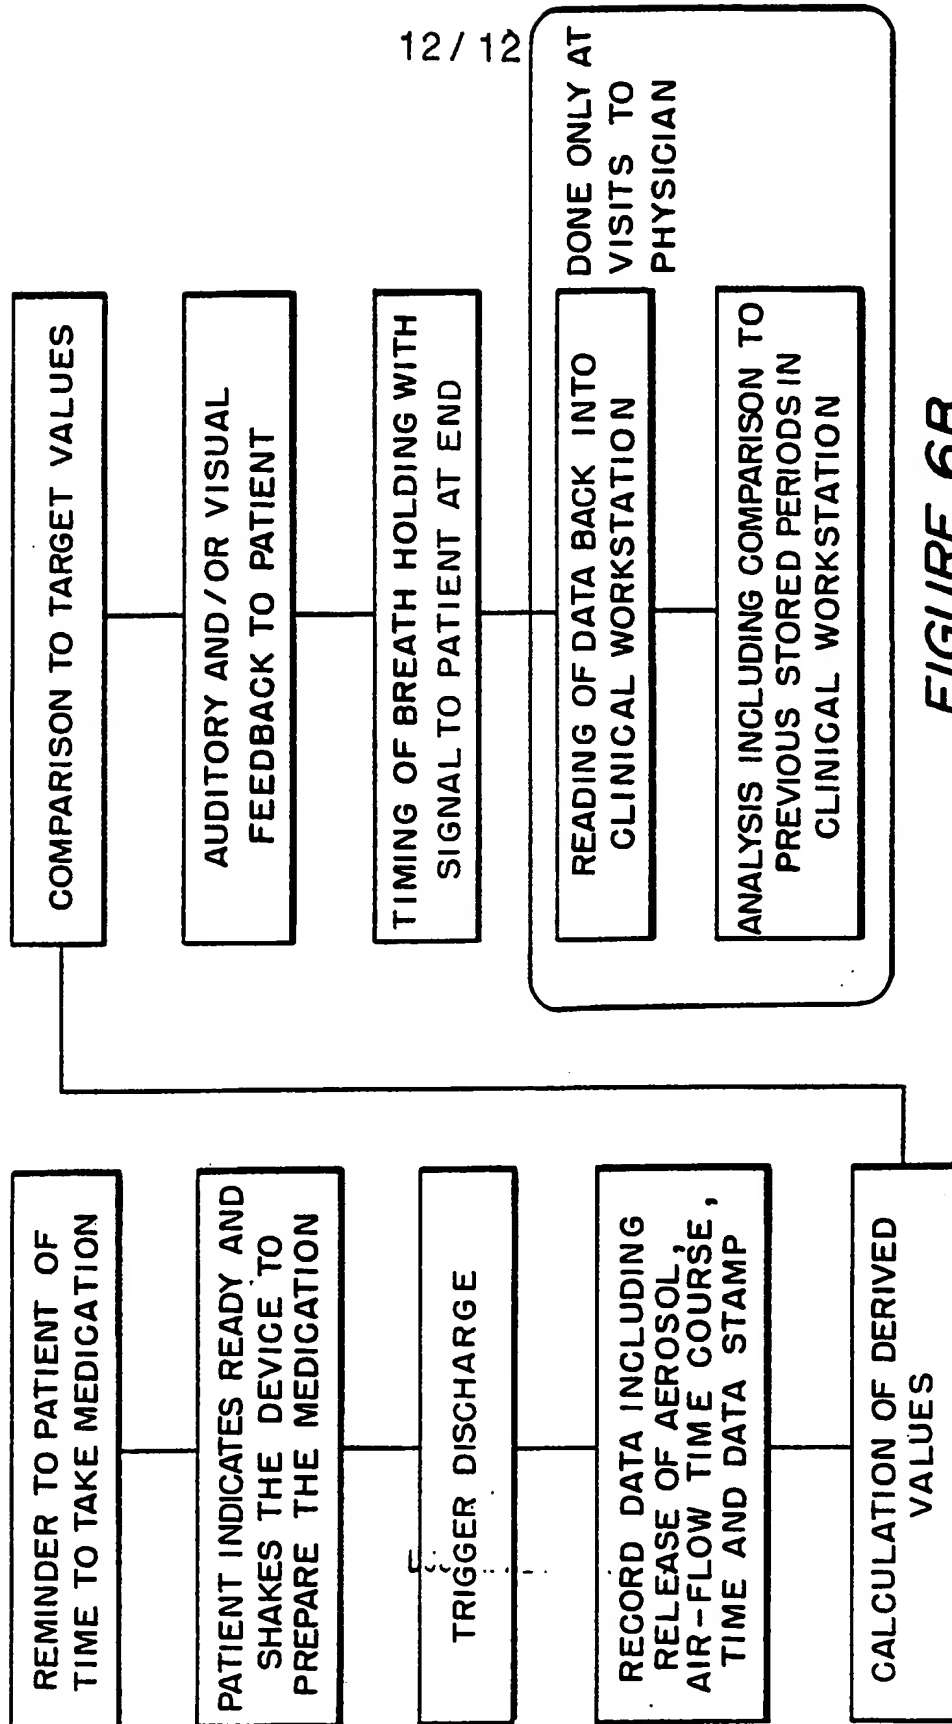 12/12
REMINDER TO PATIENT OF
TIME TO TAKE MEDICATION
PATIENT INDICATES READY AND
SHAKES THE DEVICE TO
PREPARE THE MEDICATION
TRIGGER DISCHARGE
RECORD DATA INCLUDING
RELEASE OF AEROSOL,
AIR-FLOW TIME COURSE,
TIME AND DATA STAMP
CALCULATION OF DERIVED
VALUES
COMPARISON TO TARGET VALUES
AUDITORY AND/OR VISUAL
FEEDBACK TO PATIENT
TIMING OF BREATH HOLDING WITH
SIGNAL TO PATIENT AT END
READING OF DATA BACK INTO
CLINICAL WORKSTATION
ANALYSIS INCLUDING COMPARISON TO
PREVIOUS STORED PERIODS IN
CLINICAL WORKSTATION
DONE ONLY AT
VISITS TO
PHYSICIAN
FIGURE 6B